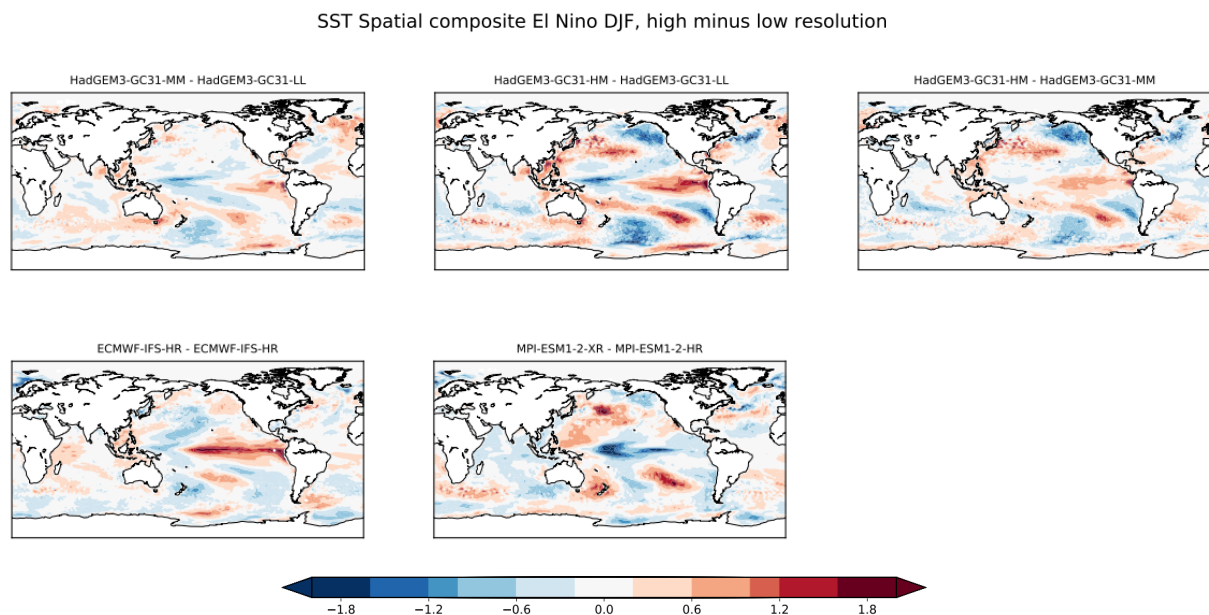 SST Spatial composite El Nino DJF, high minus low resolution
HadGEM3-GC31-MM - HadGEM3-GC31-LL
HadGEM3-GC31-HM - HadGEM3-GC31-LL
HadGEM3-GC31-HM - HadGEM3-GC31-MM
ECMWF-IFS-HR - ECMWF-IFS-HR
MPI-ESM1-2-XR - MPI-ESM1-2-HR
−1.8 −1.2 −0.6 0.0 0.6 1.2 1.8